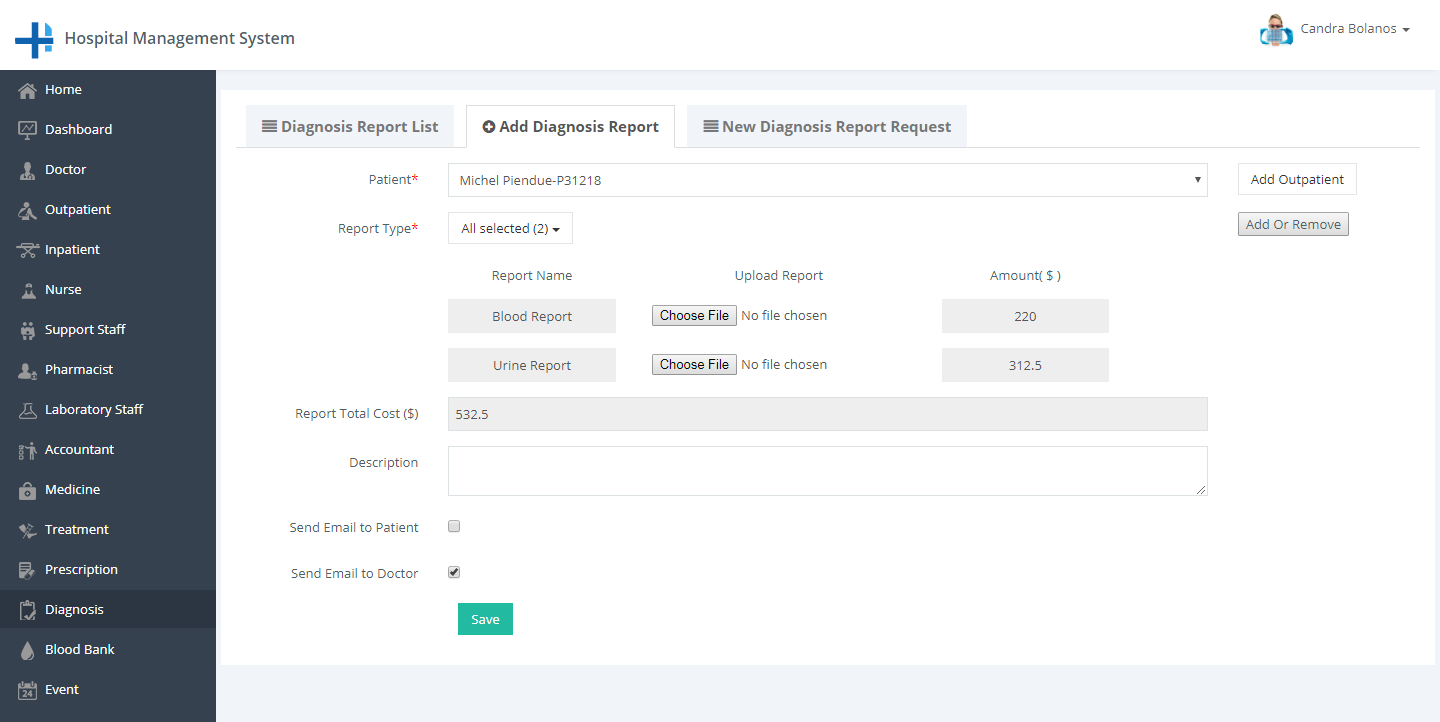 Hospital Management System
Candra Bolanos
Home
Dashboard
Doctor
Outpatient
Inpatient
Nurse
Support Staff
Pharmacist
Laboratory Staff
Accountant
Medicine
Treatment
Prescription
Diagnosis
Blood Bank
24
Event
Diagnosis Report List
Add Diagnosis Report
New Diagnosis Report Request
Patient*
Michel Piendue-P31218
Add Outpatient
Report Type*
All selected (2)
Add Or Remove
Report Name Upload Report Amount( $ )
Blood Report Choose File No file chosen 220
Urine Report Choose File No file chosen 312.5
Report Total Cost ($) 532.5
Description
Send Email to Patient
Send Email to Doctor
Save